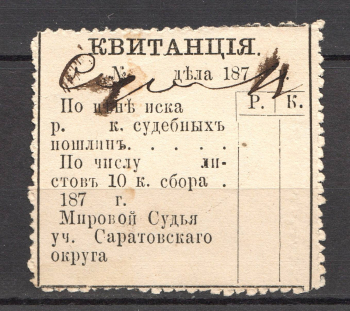 КВИТАНЦІЯ.
№ дѣла 187 .
По цѣнѣ иска Р. К.
р. к. судебныхъ
пошлинъ. . . . . .
По числу ли-
стовъ 10 к. сбора .
187 г.
Мировой Судья
уч. Саратовскаго
округа